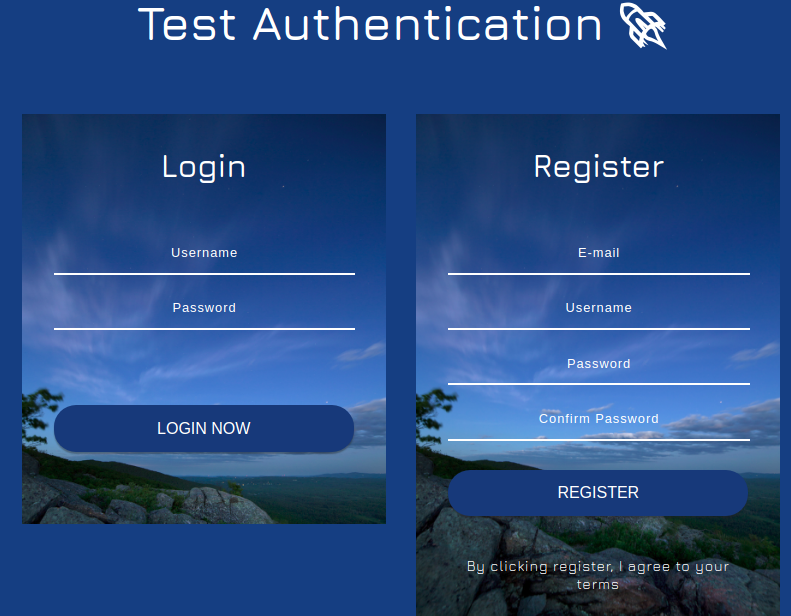 Test Authentication
Login
Username
Password
LOGIN NOW
Register
E-mail
Username
Password
Confirm Password
REGISTER
By clicking register, I agree to your
terms